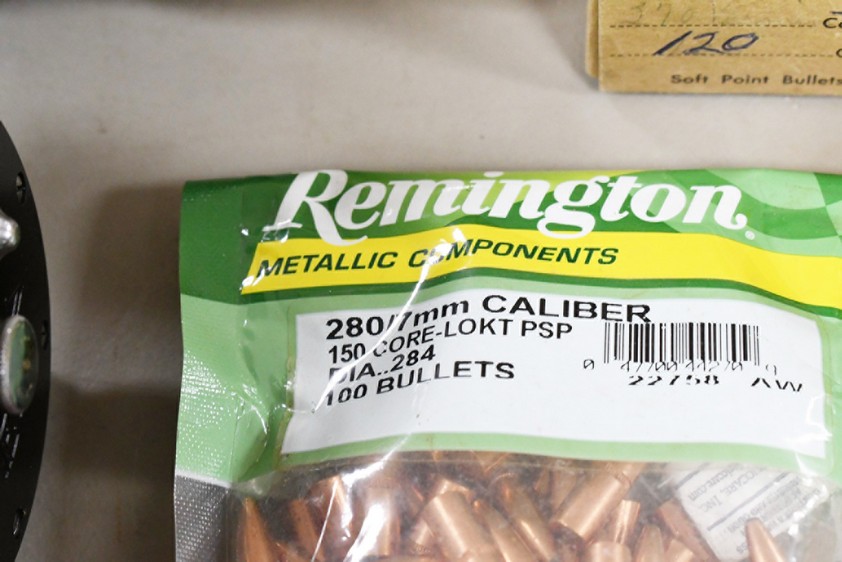 120
Soft Point Bullets
Remington
METALLIC COMPONENTS
280/7mm CALIBER
150 CORE-LOKT PSP
DIA..284
100 BULLETS
22758 AW